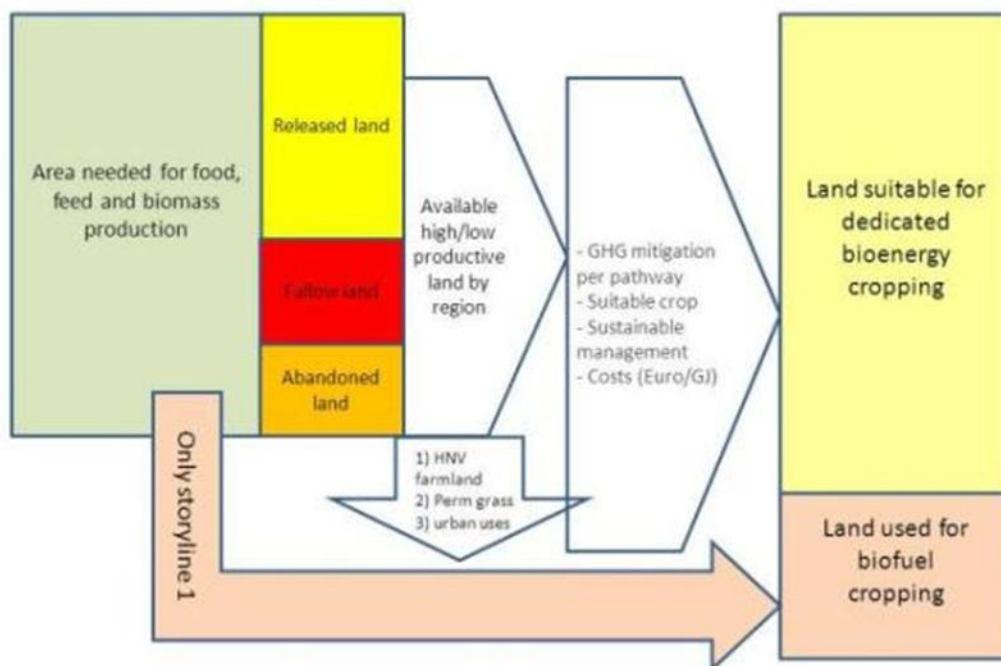 Area needed for food,
feed and biomass
production
Released land
Fallow land
Abandoned
land
Available
high/low
productive
land by
region
- GHG mitigation
per pathway
- Suitable crop
- Sustainable
management
- Costs (Euro/GJ)
Land suitable for
dedicated
bioenergy
cropping
Only storyline 1
1) HNV
farmland
2) Perm grass
3) urban uses
Land used for
biofuel
cropping